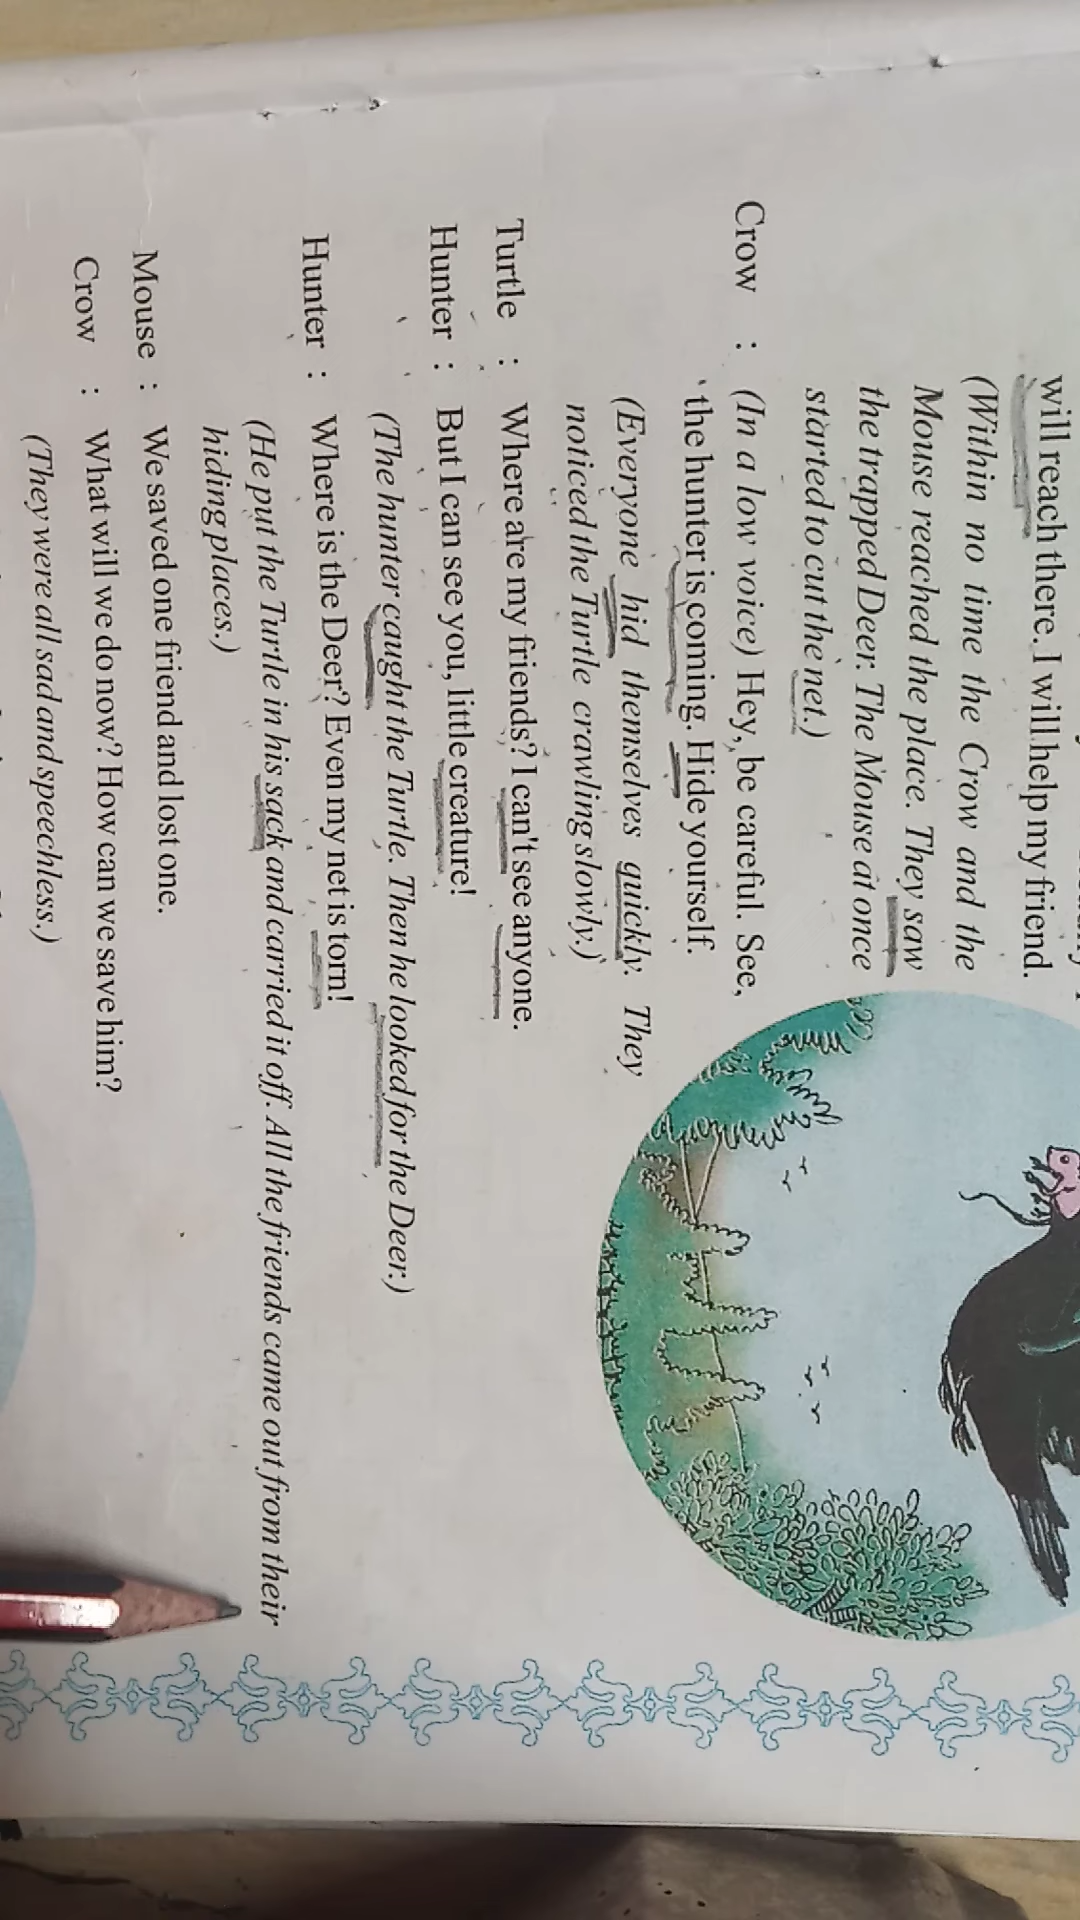 will reach there. I will help my friend.
(Within no time the Crow and the
Mouse reached the place. They saw
the trapped Deer. The Mouse at once
started to cut the net.)
Crow : (In a low voice) Hey, be careful. See,
the hunter is coming. Hide yourself.
(Everyone hid themselves quickly. They
noticed the Turtle crawling slowly.)
Turtle : Where are my friends? I can't see anyone.
Hunter : But I can see you, little creature!
(The hunter caught the Turtle. Then he looked for the Deer.)
Hunter : Where is the Deer? Even my net is torn!
(He put the Turtle in his sack and carried it off. All the friends came out from their
hiding places.)
Mouse : We saved one friend and lost one.
Crow : What will we do now? How can we save him?
(They were all sad and speechless.)